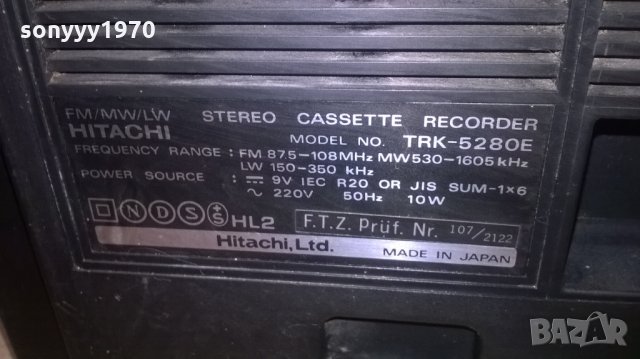 sonyyy1970
FM/MW/LW STEREO CASSETTE RECORDER
HITACHI MODEL NO. TRK-5280E
FREQUENCY RANGE : FM 87.5-108MHz MW530-1605kHz
LW 150-350 kHz
POWER SOURCE : ⎓ 9V IEC R20 OR JIS SUM-1×6
~ 220V 50Hz 10W
N D S S HL2 F.T.Z. Prüf. Nr. 107/2122
Hitachi,Ltd. MADE IN JAPAN
BAZAR